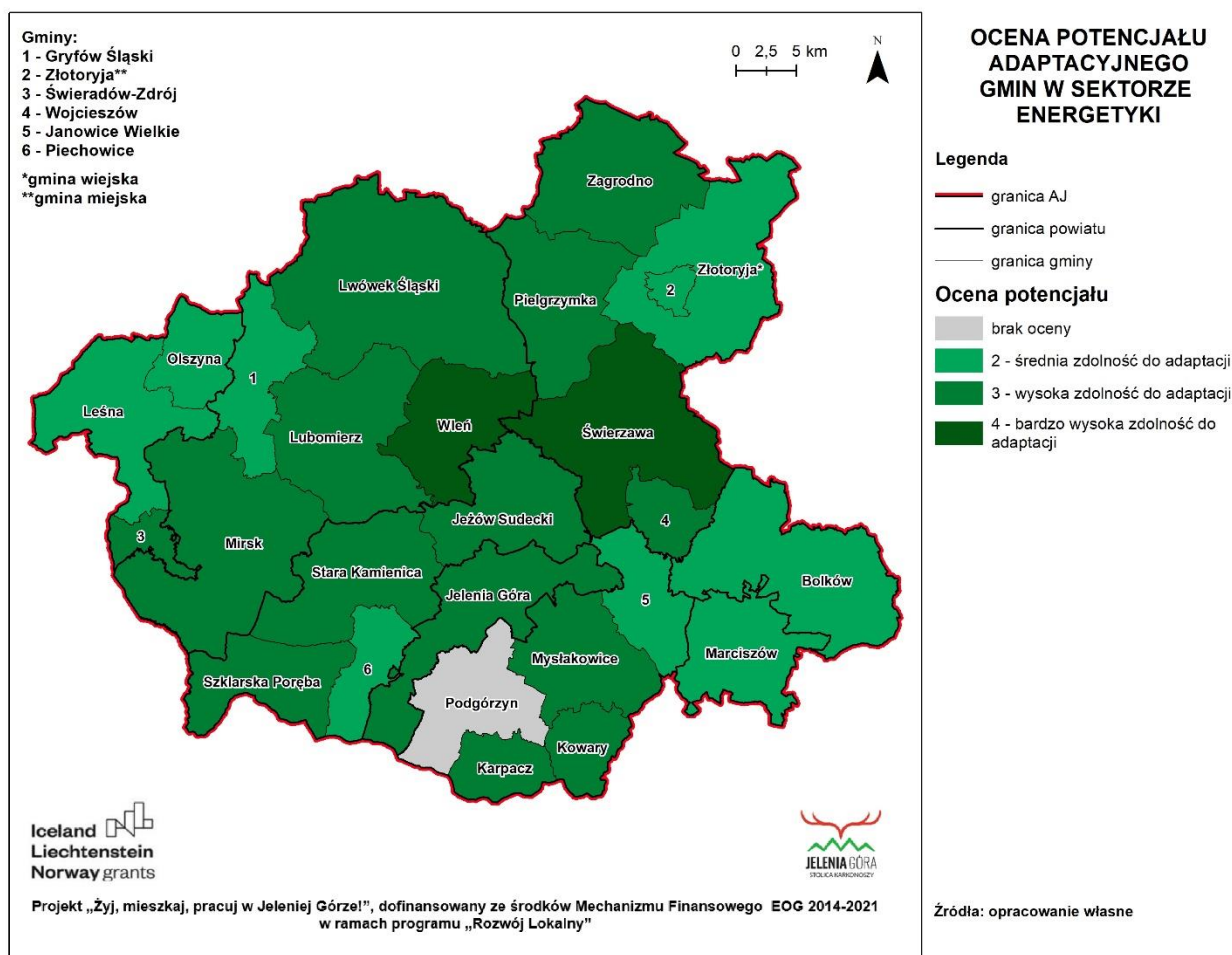 Gminy:
1 - Gryfów Śląski
2 - Złotoryja**
3 - Świeradów-Zdrój
4 - Wojcieszów
5 - Janowice Wielkie
6 - Piechowice
*gmina wiejska
**gmina miejska
0 2,5 5 km
N
Zagrodno
Złotoryja*
2
Lwówek Śląski
Pielgrzymka
Olszyna
1
Leśna
Lubomierz
Wleń
Świerzawa
Jeżów Sudecki
4
3
Mirsk
Stara Kamienica
Bolków
Jelenia Góra
5
Marciszów
Mysłakowice
6
Szklarska Poręba
Podgórzyn
Kowary
Karpacz
Iceland
Liechtenstein
Norway grants
JELENIA GÓRA
STOLICA KARKONOSZY
Projekt „Żyj, mieszkaj, pracuj w Jeleniej Górze!”, dofinansowany ze środków Mechanizmu Finansowego EOG 2014-2021
w ramach programu „Rozwój Lokalny”
OCENA POTENCJAŁU
ADAPTACYJNEGO
GMIN W SEKTORZE
ENERGETYKI
Legenda
granica AJ
granica powiatu
granica gminy
Ocena potencjału
brak oceny
2 - średnia zdolność do adaptacji
3 - wysoka zdolność do adaptacji
4 - bardzo wysoka zdolność do
adaptacji
Źródła: opracowanie własne